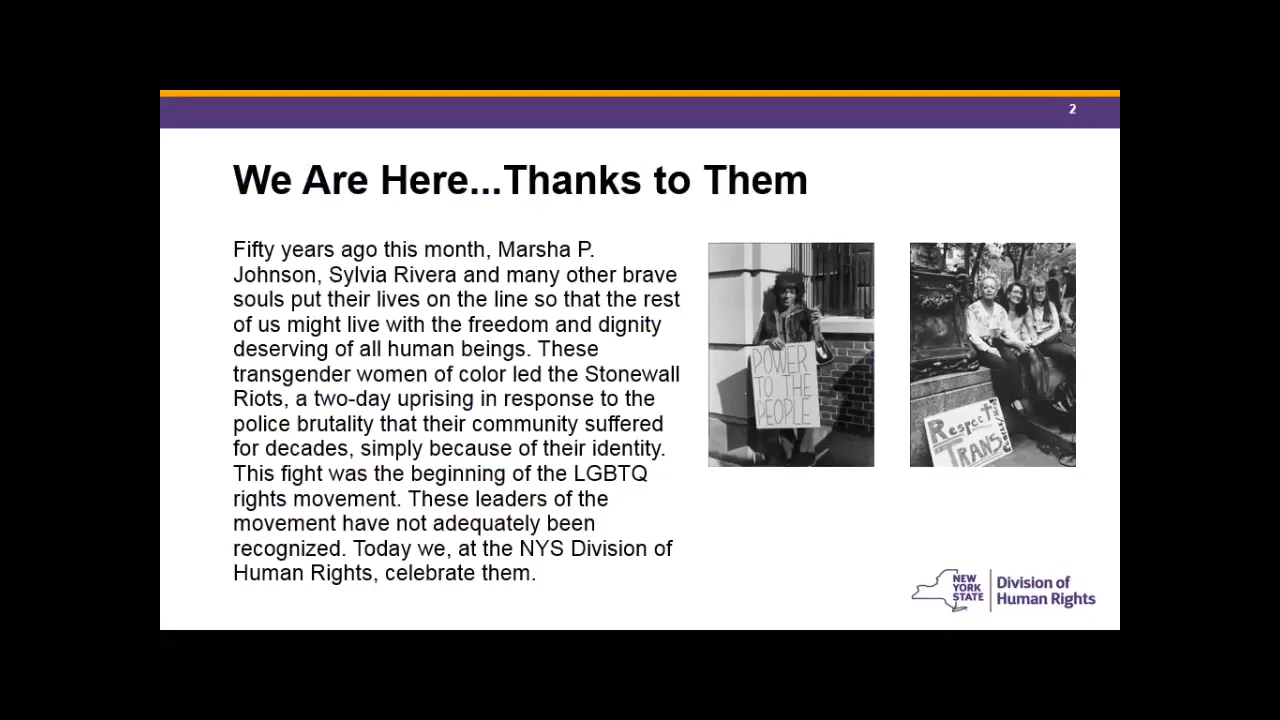 2
We Are Here...Thanks to Them
Fifty years ago this month, Marsha P.
Johnson, Sylvia Rivera and many other brave
souls put their lives on the line so that the rest
of us might live with the freedom and dignity
deserving of all human beings. These
transgender women of color led the Stonewall
Riots, a two-day uprising in response to the
police brutality that their community suffered
for decades, simply because of their identity.
This fight was the beginning of the LGBTQ
rights movement. These leaders of the
movement have not adequately been
recognized. Today we, at the NYS Division of
Human Rights, celebrate them.
POWER
TO THE
PEOPLE
Respect
TRANS
NEW
YORK
STATE
Division of
Human Rights